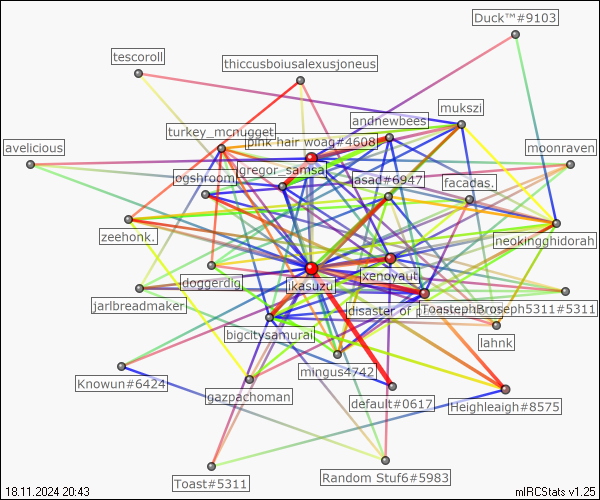 Duck™#9103
tescoroll
thiccusboiusalexusjoneus
mukszi
andnewbees
turkey_mcnugget
pink hair woag#4608
avelicious
moonraven
gregor_samsa
ogshroom
lasad#6947
facadas.
zeehonk.
neokingghidorah
xenoyaut
doggerdig
ikasuzu
jarlbreadmaker
disaster of p
ToastephBroseph5311#5311
bigcitysamurai
lahnk
mingus4742
Knowun#6424
gazpachoman
default#0617
Heighleaigh#8575
Toast#5311
Random Stuf6#5983
18.11.2024 20:43
mIRCStats v1.25